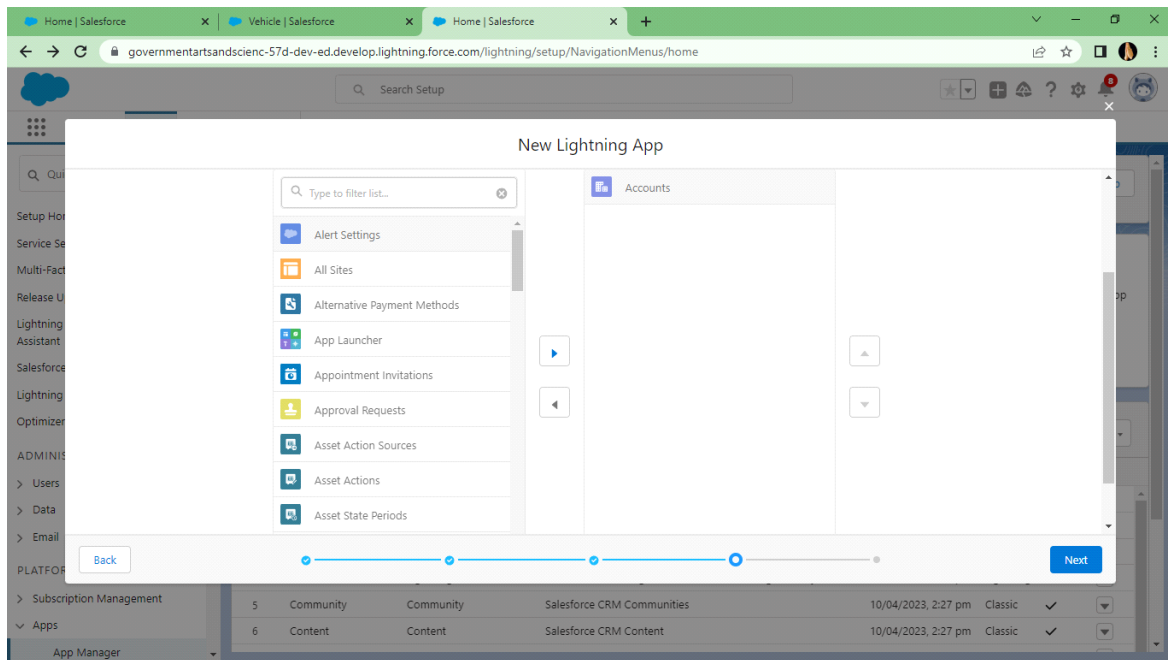 Home | Salesforce
Vehicle | Salesforce
Home | Salesforce
governmentartsandscienc-57d-dev-ed.develop.lightning.force.com/lightning/setup/NavigationMenus/home
Search Setup
8
New Lightning App
Qui
Setup Hom
Service Se
Multi-Fact
Release U
Lightning
Assistant
Salesforce
Lightning
Optimizer
ADMINIS
Users
Data
Email
PLATFOR
Subscription Management
Apps
App Manager
Type to filter list...
Alert Settings
All Sites
Alternative Payment Methods
App Launcher
Appointment Invitations
Approval Requests
Asset Action Sources
Asset Actions
Asset State Periods
Accounts
Back
Next
5 Community Community Salesforce CRM Communities 10/04/2023, 2:27 pm Classic
6 Content Content Salesforce CRM Content 10/04/2023, 2:27 pm Classic